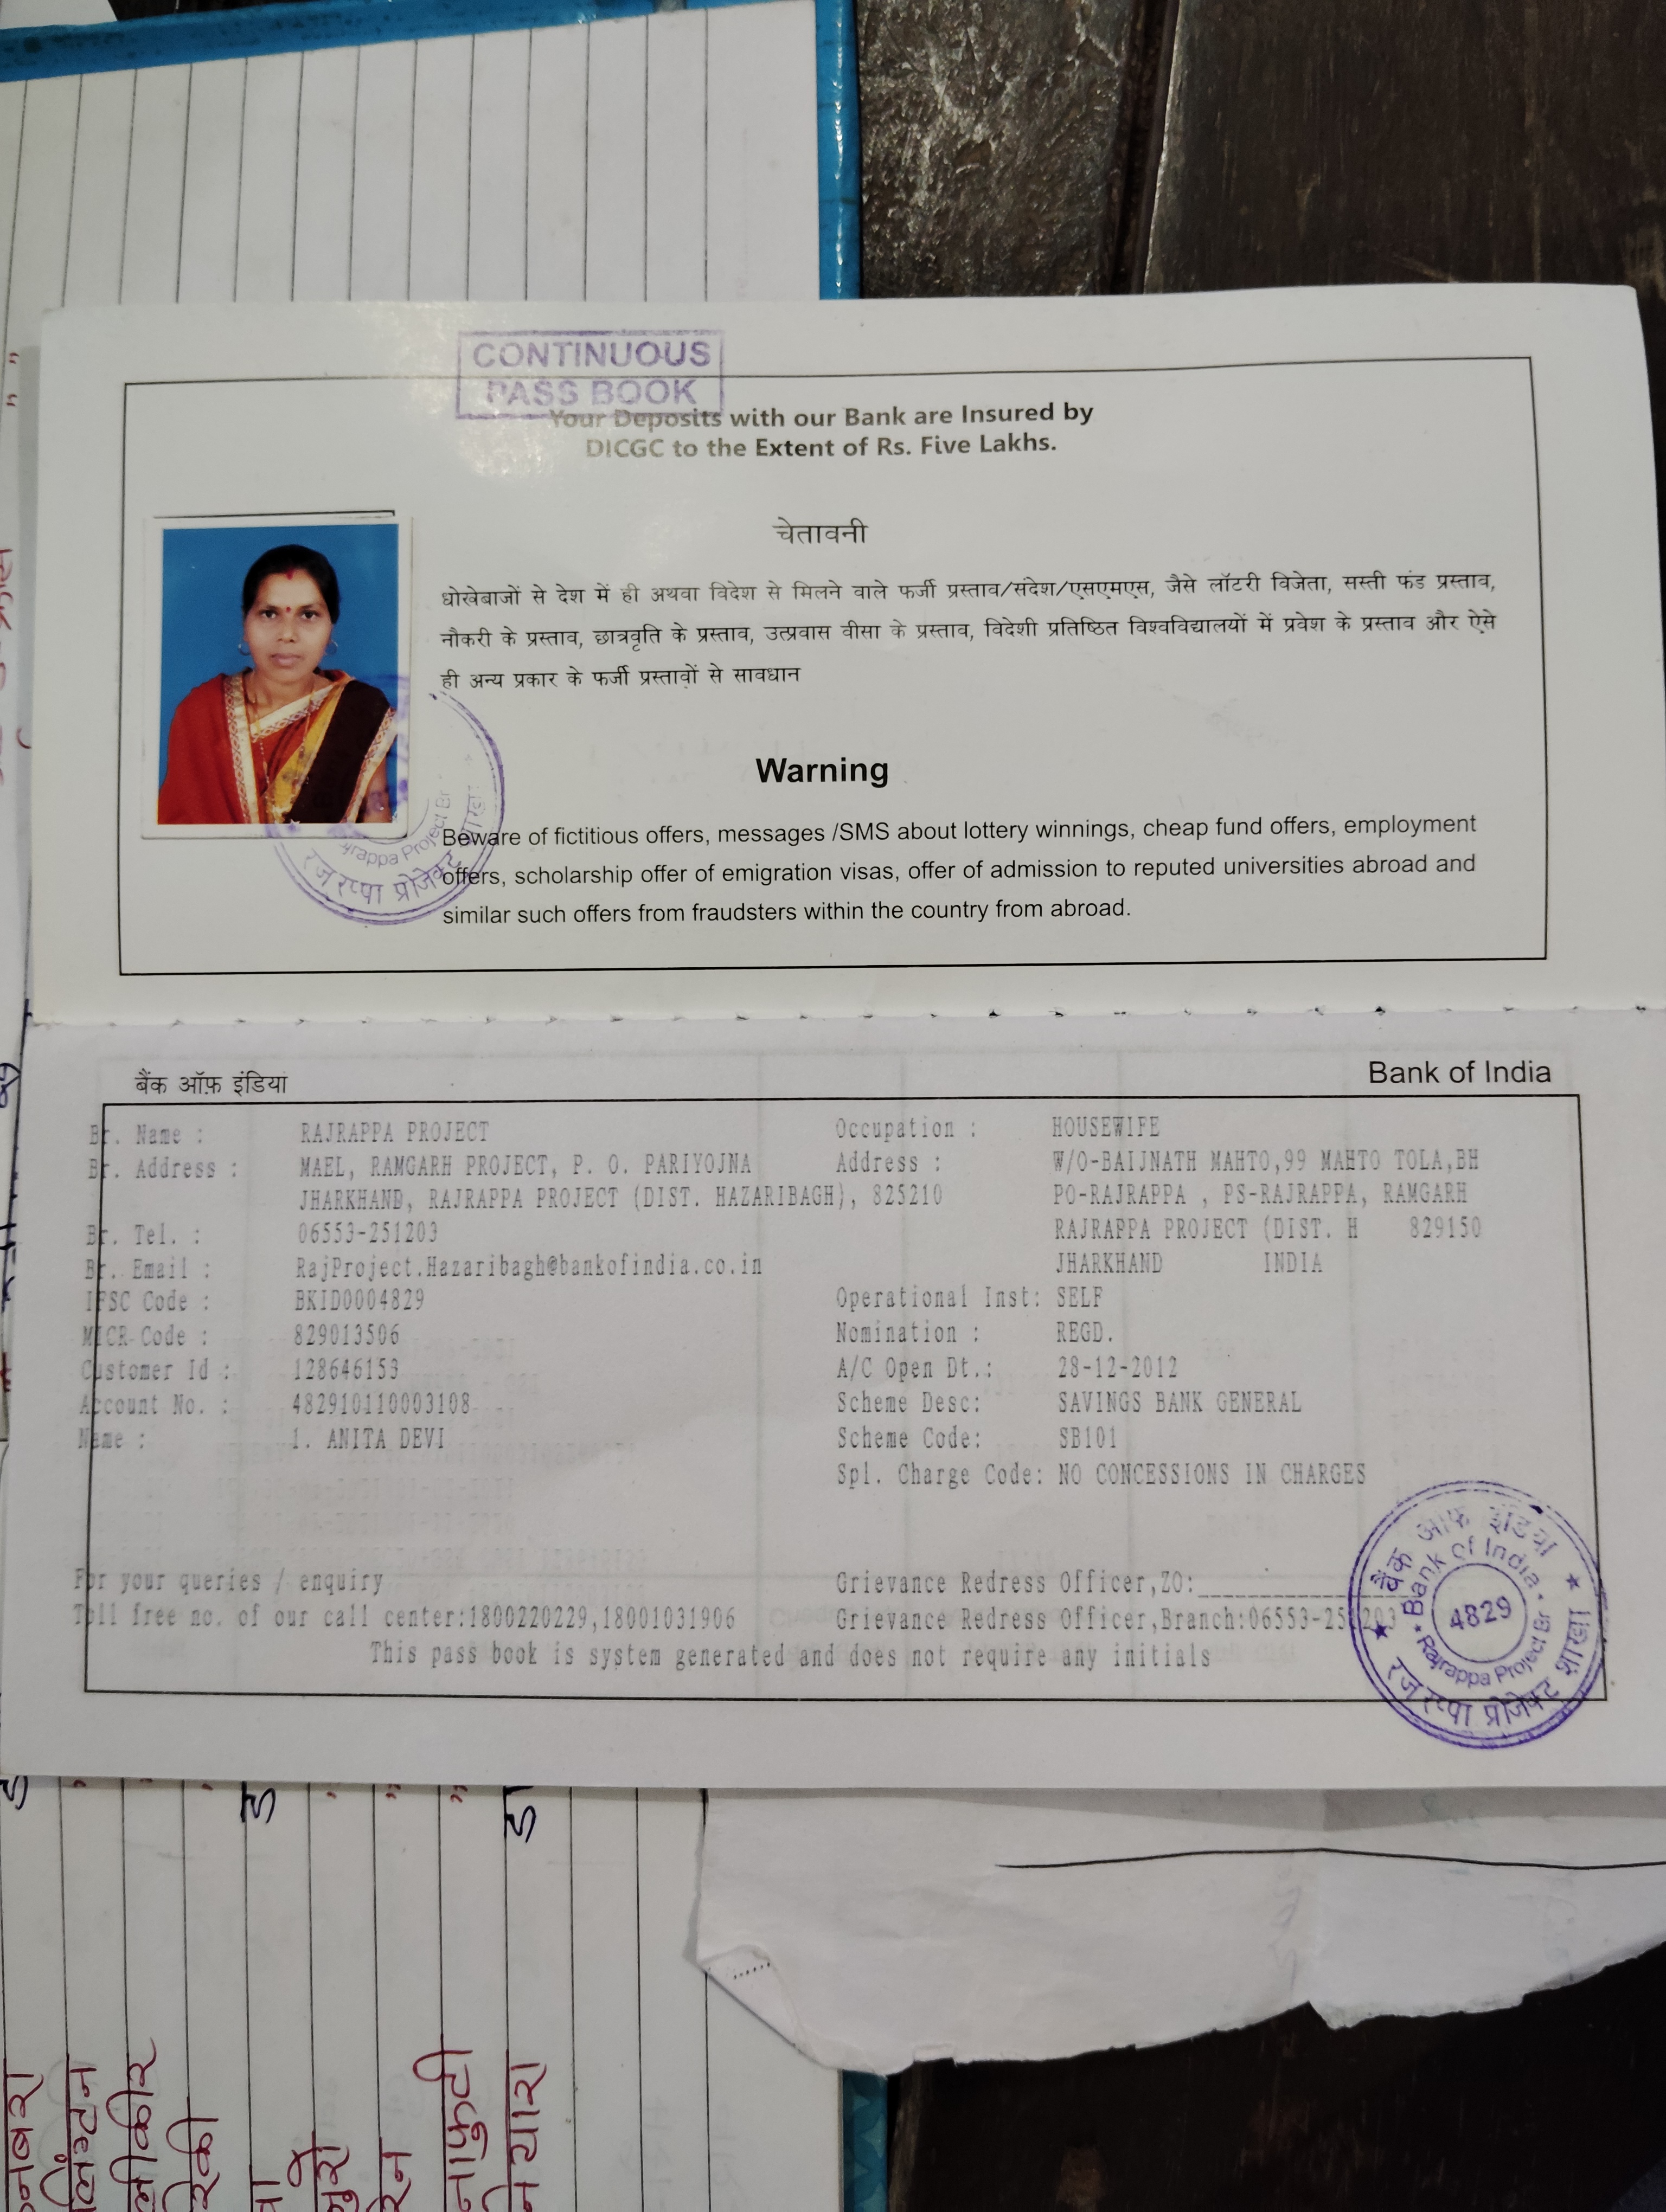 CONTINUOUS
PASS BOOK
Your Deposits with our Bank are Insured by
DICGC to the Extent of Rs. Five Lakhs.
चेतावनी
धोखेबाजों से देश में ही अथवा विदेश से मिलने वाले फर्जी प्रस्ताव/संदेश/एसएमएस, जैसे लॉटरी विजेता, सस्ती फंड प्रस्ताव,
नौकरी के प्रस्ताव, छात्रवृति के प्रस्ताव, उत्प्रवास वीसा के प्रस्ताव, विदेशी प्रतिष्ठित विश्वविद्यालयों में प्रवेश के प्रस्ताव और ऐसे
ही अन्य प्रकार के फर्जी प्रस्तावों से सावधान
Warning
Beware of fictitious offers, messages /SMS about lottery winnings, cheap fund offers, employment
offers, scholarship offer of emigration visas, offer of admission to reputed universities abroad and
similar such offers from fraudsters within the country from abroad.
Project Br
रजरप्पा प्रोजेक्ट शाखा
बैंक ऑफ़ इंडिया Bank of India
Br. Name : RAJRAPPA PROJECT Occupation : HOUSEWIFE
Br. Address : MAEL, RAMGARH PROJECT, P. O. PARIYOJNA Address : W/O-BAIJNATH MAHTO,99 MAHTO TOLA,BH
JHARKHAND, RAJRAPPA PROJECT (DIST. HAZARIBAGH), 825210 PO-RAJRAPPA , PS-RAJRAPPA, RAMGARH
Br. Tel. : 06553-251203 RAJRAPPA PROJECT (DIST. H 829150
Br. Email : RajProject.Hazaribagh@bankofindia.co.in JHARKHAND INDIA
IFSC Code : BKID0004829 Operational Inst: SELF
MICR Code : 829013506 Nomination : REGD.
Customer Id : 128646153 A/C Open Dt.: 28-12-2012
Account No. : 482910110003108 Scheme Desc: SAVINGS BANK GENERAL
Name : 1. ANITA DEVI Scheme Code: SB101
Spl. Charge Code: NO CONCESSIONS IN CHARGES
For your queries / enquiry Grievance Redress Officer,ZO:
Toll free no. of our call center:1800220229,18001031906 Grievance Redress Officer,Branch:06553-251203
This pass book is system generated and does not require any initials
बैंक आफ इंडिया
Bank of India
4829
Rajrappa Project Br
रजरप्पा प्रोजेक्ट शाखा